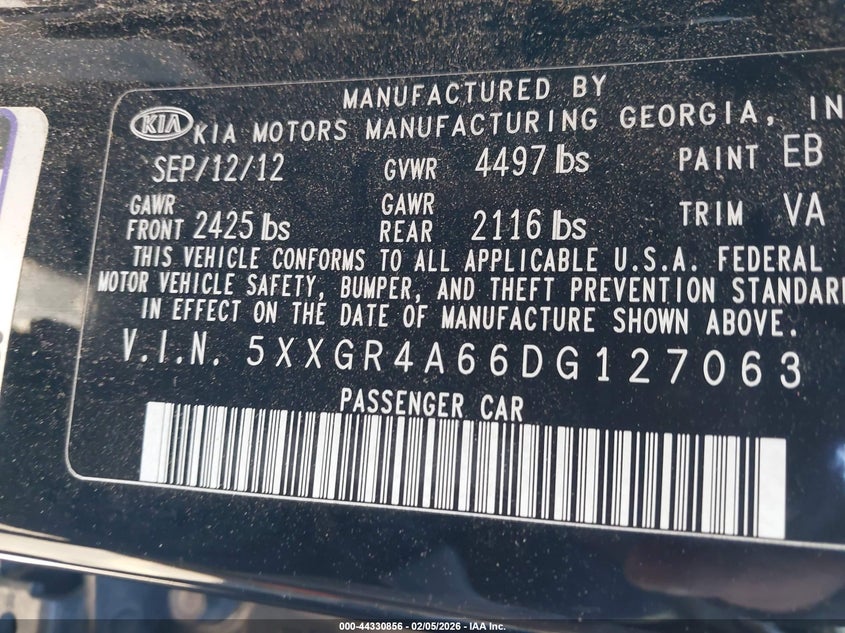 MANUFACTURED BY
KIA KIA MOTORS MANUFACTURING GEORGIA, IN
SEP/12/12 GVWR 4497 lbs PAINT EB
GAWR FRONT 2425 lbs GAWR REAR 2116 lbs TRIM VA
THIS VEHICLE CONFORMS TO ALL APPLICABLE U.S.A. FEDERAL
MOTOR VEHICLE SAFETY, BUMPER, AND THEFT PREVENTION STANDARD
IN EFFECT ON THE DATE OF MANUFACTURE SHOWN ABOVE.
V.I.N. 5XXGR4A66DG127063
PASSENGER CAR
000-44330856 - 02/05/2026 - IAA Inc.